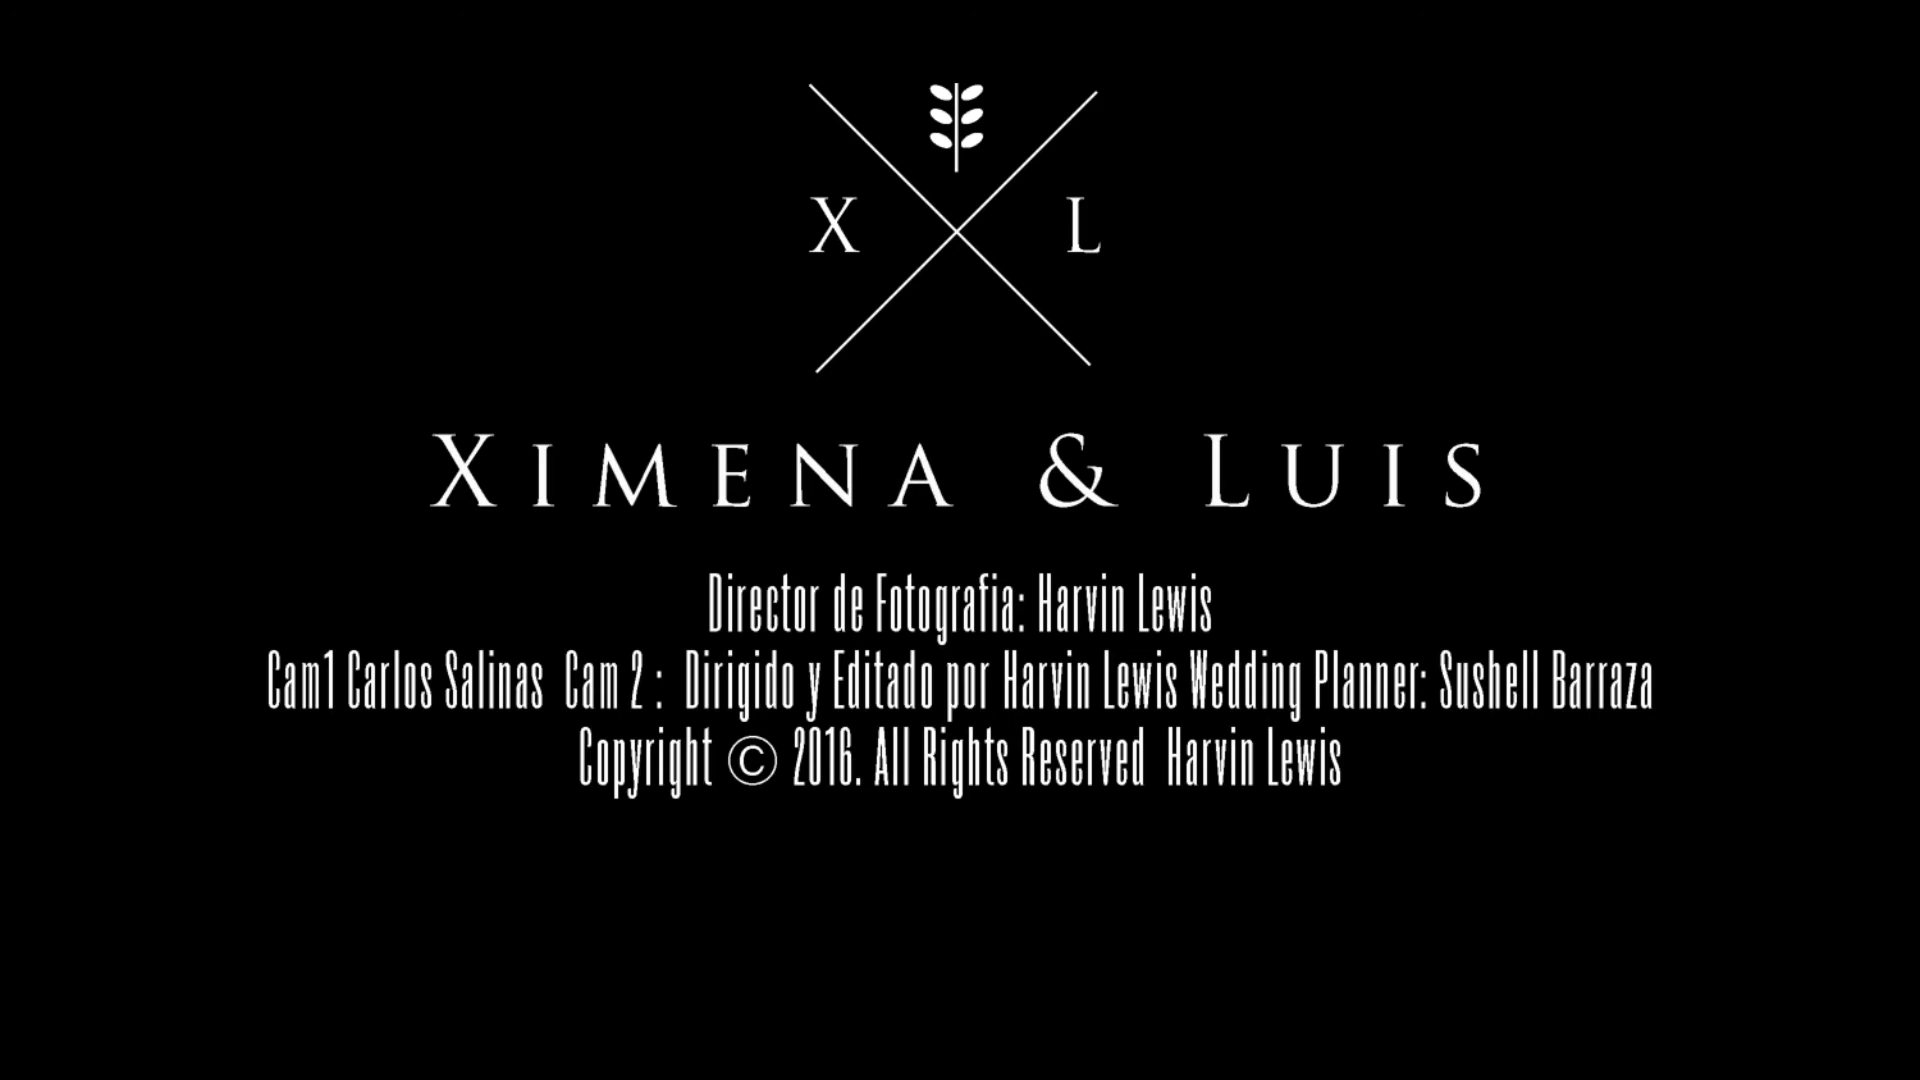 X L
XIMENA & LUIS
Director de Fotografia: Harvin Lewis
Cam1 Carlos Salinas  Cam 2 :  Dirigido y Editado por Harvin Lewis Wedding Planner: Sushell Barraza
Copyright © 2016. All Rights Reserved  Harvin Lewis